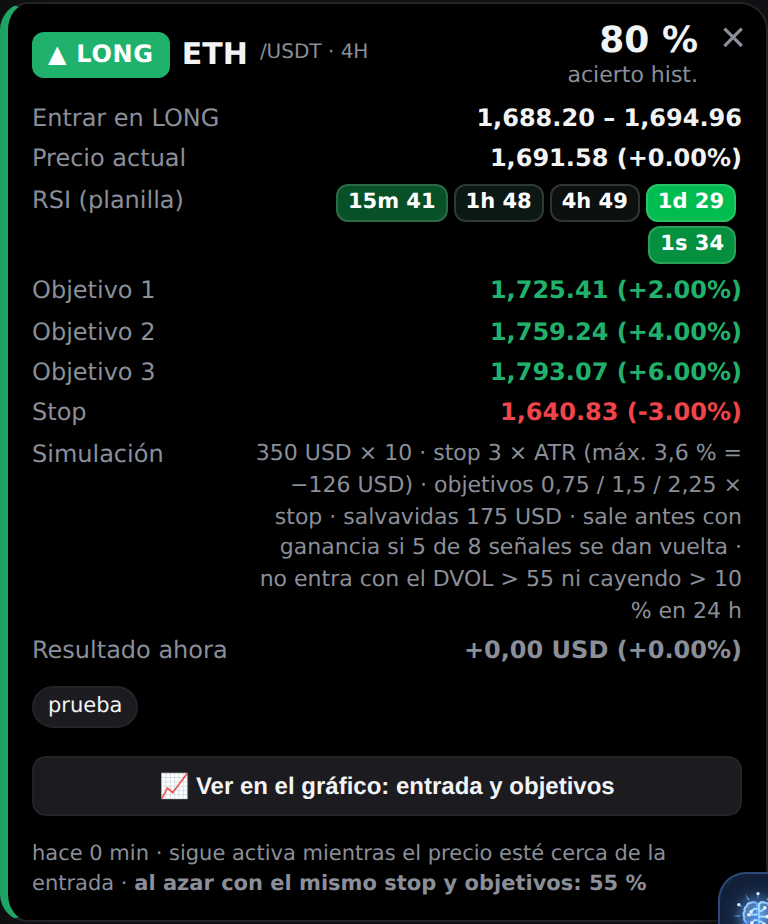 ▲ LONG ETH /USDT · 4H 80 % ×
acierto hist.
Entrar en LONG 1,688.20 – 1,694.96
Precio actual 1,691.58 (+0.00%)
RSI (planilla) 15m 41 1h 48 4h 49 1d 29
1s 34
Objetivo 1 1,725.41 (+2.00%)
Objetivo 2 1,759.24 (+4.00%)
Objetivo 3 1,793.07 (+6.00%)
Stop 1,640.83 (-3.00%)
Simulación 350 USD × 10 · stop 3 × ATR (máx. 3,6 % =
−126 USD) · objetivos 0,75 / 1,5 / 2,25 ×
stop · salvavidas 175 USD · sale antes con
ganancia si 5 de 8 señales se dan vuelta ·
no entra con el DVOL > 55 ni cayendo > 10
% en 24 h
Resultado ahora +0,00 USD (+0.00%)
prueba
📈 Ver en el gráfico: entrada y objetivos
hace 0 min · sigue activa mientras el precio esté cerca de la
entrada · al azar con el mismo stop y objetivos: 55 %